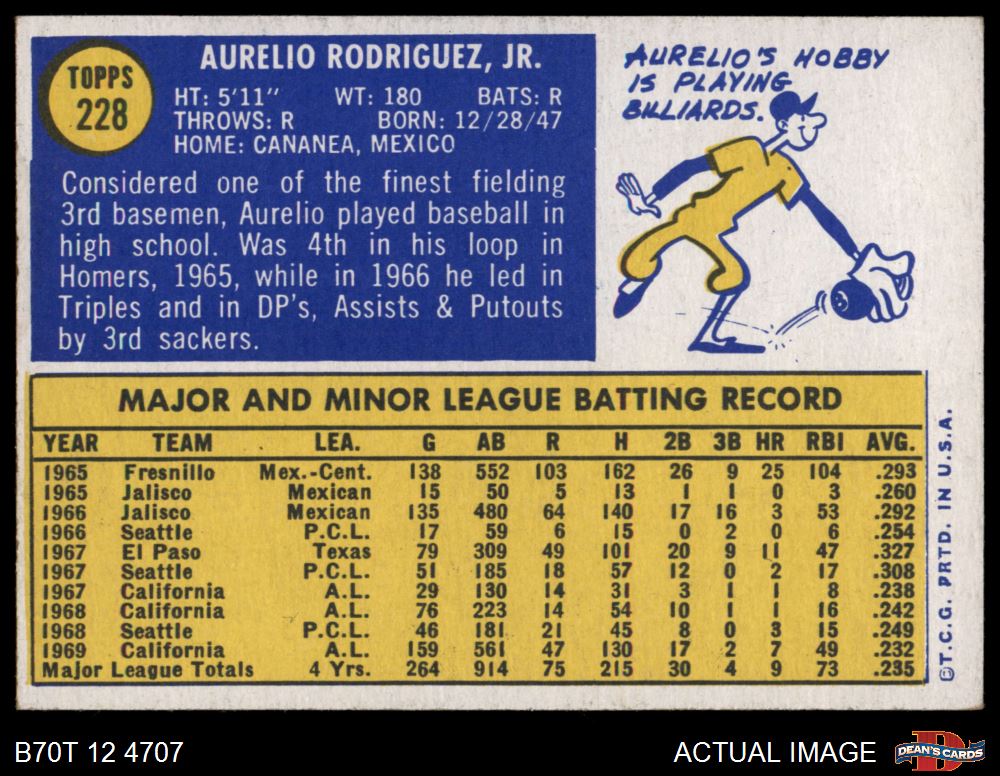 TOPPS
228
AURELIO RODRIGUEZ, JR.
HT: 5'11" WT: 180 BATS: R
THROWS: R BORN: 12/28/47
HOME: CANANEA, MEXICO
Considered one of the finest fielding
3rd basemen, Aurelio played baseball in
high school. Was 4th in his loop in
Homers, 1965, while in 1966 he led in
Triples and in DP's, Assists & Putouts
by 3rd sackers.
AURELIO'S HOBBY
IS PLAYING
BILLIARDS.
MAJOR AND MINOR LEAGUE BATTING RECORD
YEAR TEAM LEA. G AB R H 2B 3B HR RBI AVG.
1965 Fresnillo Mex.-Cent. 138 552 103 162 26 9 25 104 .293
1965 Jalisco Mexican 15 50 5 13 1 1 0 3 .260
1966 Jalisco Mexican 135 480 64 140 17 16 3 53 .292
1966 Seattle P.C.L. 17 59 6 15 0 2 0 6 .254
1967 El Paso Texas 79 309 49 101 20 9 11 47 .327
1967 Seattle P.C.L. 51 185 18 57 12 0 2 17 .308
1967 California A.L. 29 130 14 31 3 1 1 8 .238
1968 California A.L. 76 223 14 54 10 1 1 16 .242
1968 Seattle P.C.L. 46 181 21 45 8 0 3 15 .249
1969 California A.L. 159 561 47 130 17 2 7 49 .232
Major League Totals 4 Yrs. 264 914 75 215 30 4 9 73 .235
©T.C.G. PRTD. IN U.S.A.
B70T 12 4707
ACTUAL IMAGE
DEAN'S CARDS